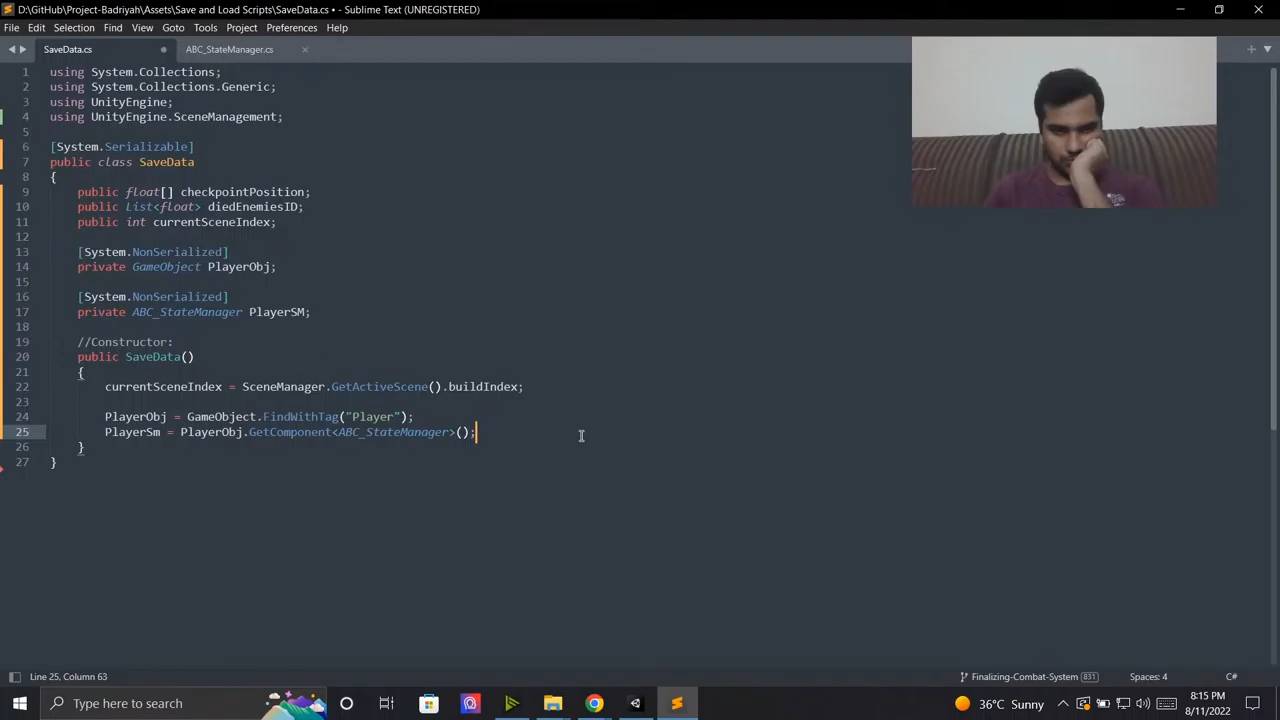 D:\GitHub\Project-Badriyah\Assets\Save and Load Scripts\SaveData.cs • - Sublime Text (UNREGISTERED)
File Edit Selection Find View Goto Tools Project Preferences Help
SaveData.cs ABC_StateManager.cs
1 using System.Collections;
2 using System.Collections.Generic;
3 using UnityEngine;
4 using UnityEngine.SceneManagement;
5
6 [System.Serializable]
7 public class SaveData
8 {
9 public float[] checkpointPosition;
10 public List<float> diedEnemiesID;
11 public int currentSceneIndex;
12
13 [System.NonSerialized]
14 private GameObject PlayerObj;
15
16 [System.NonSerialized]
17 private ABC_StateManager PlayerSM;
18
19 //Constructor:
20 public SaveData()
21 {
22 currentSceneIndex = SceneManager.GetActiveScene().buildIndex;
23
24 PlayerObj = GameObject.FindWithTag("Player");
25 PlayerSm = PlayerObj.GetComponent<ABC_StateManager>();
26 }
27 }
Line 25, Column 63 Finalizing-Combat-System 831 Spaces: 4 C#
Type here to search 36°C Sunny 8:15 PM
8/11/2022